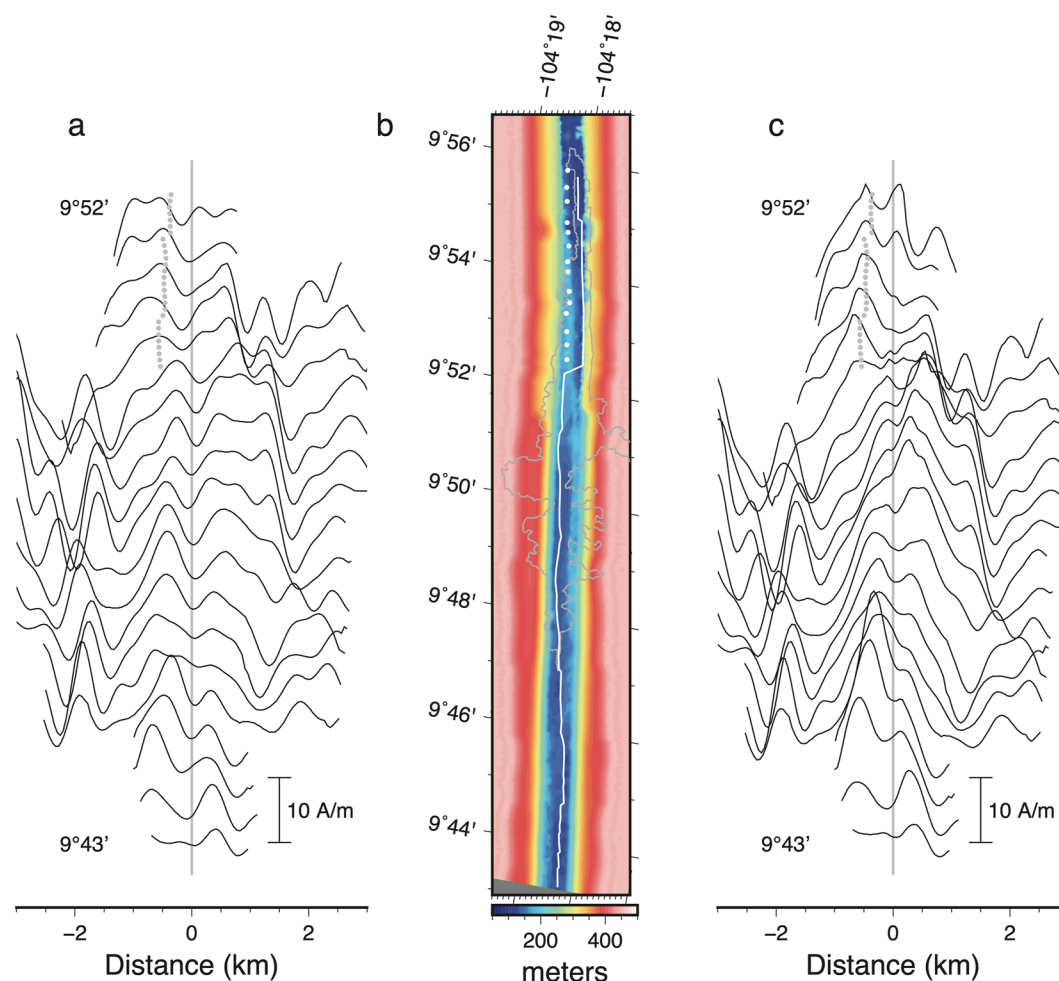 −104˚19' −104˚18'
a b c
9˚56'
9°52’ 9°52’
9˚54'
9˚52'
9˚50'
9˚48'
9˚46'
10 A/m 10 A/m
9˚44'
9°43’ 9°43’
−2 0 2 200 400 −2 0 2
Distance (km) meters Distance (km)